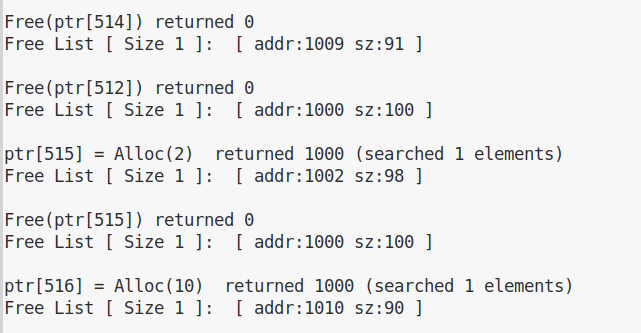 Free(ptr[514]) returned 0
Free List [ Size 1 ]:  [ addr:1009 sz:91 ]
Free(ptr[512]) returned 0
Free List [ Size 1 ]:  [ addr:1000 sz:100 ]
ptr[515] = Alloc(2)  returned 1000 (searched 1 elements)
Free List [ Size 1 ]:  [ addr:1002 sz:98 ]
Free(ptr[515]) returned 0
Free List [ Size 1 ]:  [ addr:1000 sz:100 ]
ptr[516] = Alloc(10)  returned 1000 (searched 1 elements)
Free List [ Size 1 ]:  [ addr:1010 sz:90 ]